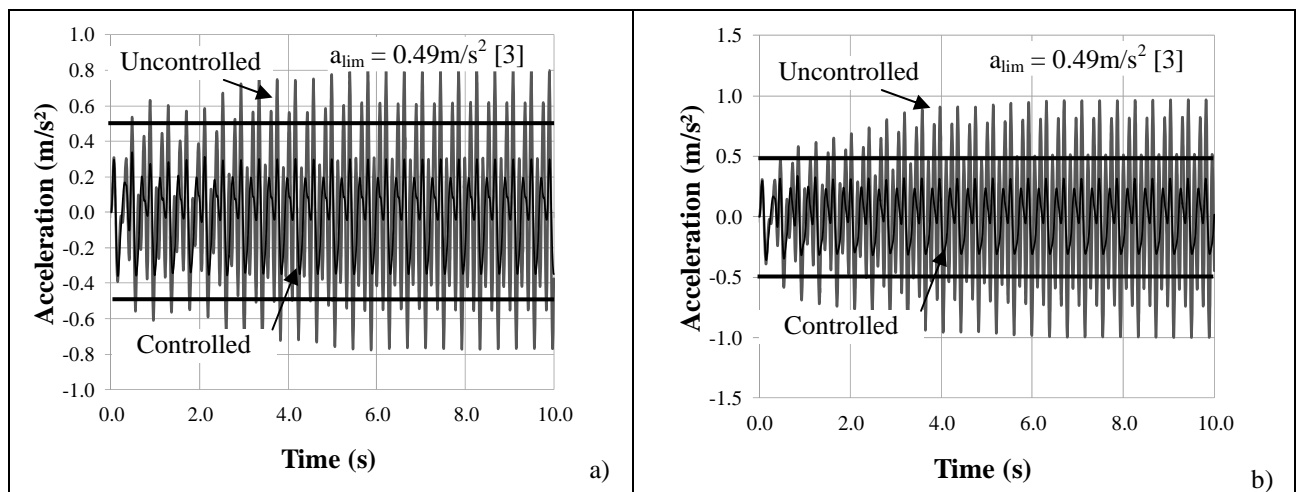 1.0
0.8
0.6
0.4
0.2
0.0
-0.2
-0.4
-0.6
-0.8
-1.0
Acceleration (m/s²)
Uncontrolled
a_lim = 0.49m/s² [3]
Controlled
0.0 2.0 4.0 6.0 8.0 10.0
Time (s)
a)
1.5
1.0
0.5
0.0
-0.5
-1.0
-1.5
Acceleration (m/s²)
a_lim = 0.49m/s² [3]
Uncontrolled
Controlled
0.0 2.0 4.0 6.0 8.0 10.0
Time (s)
b)